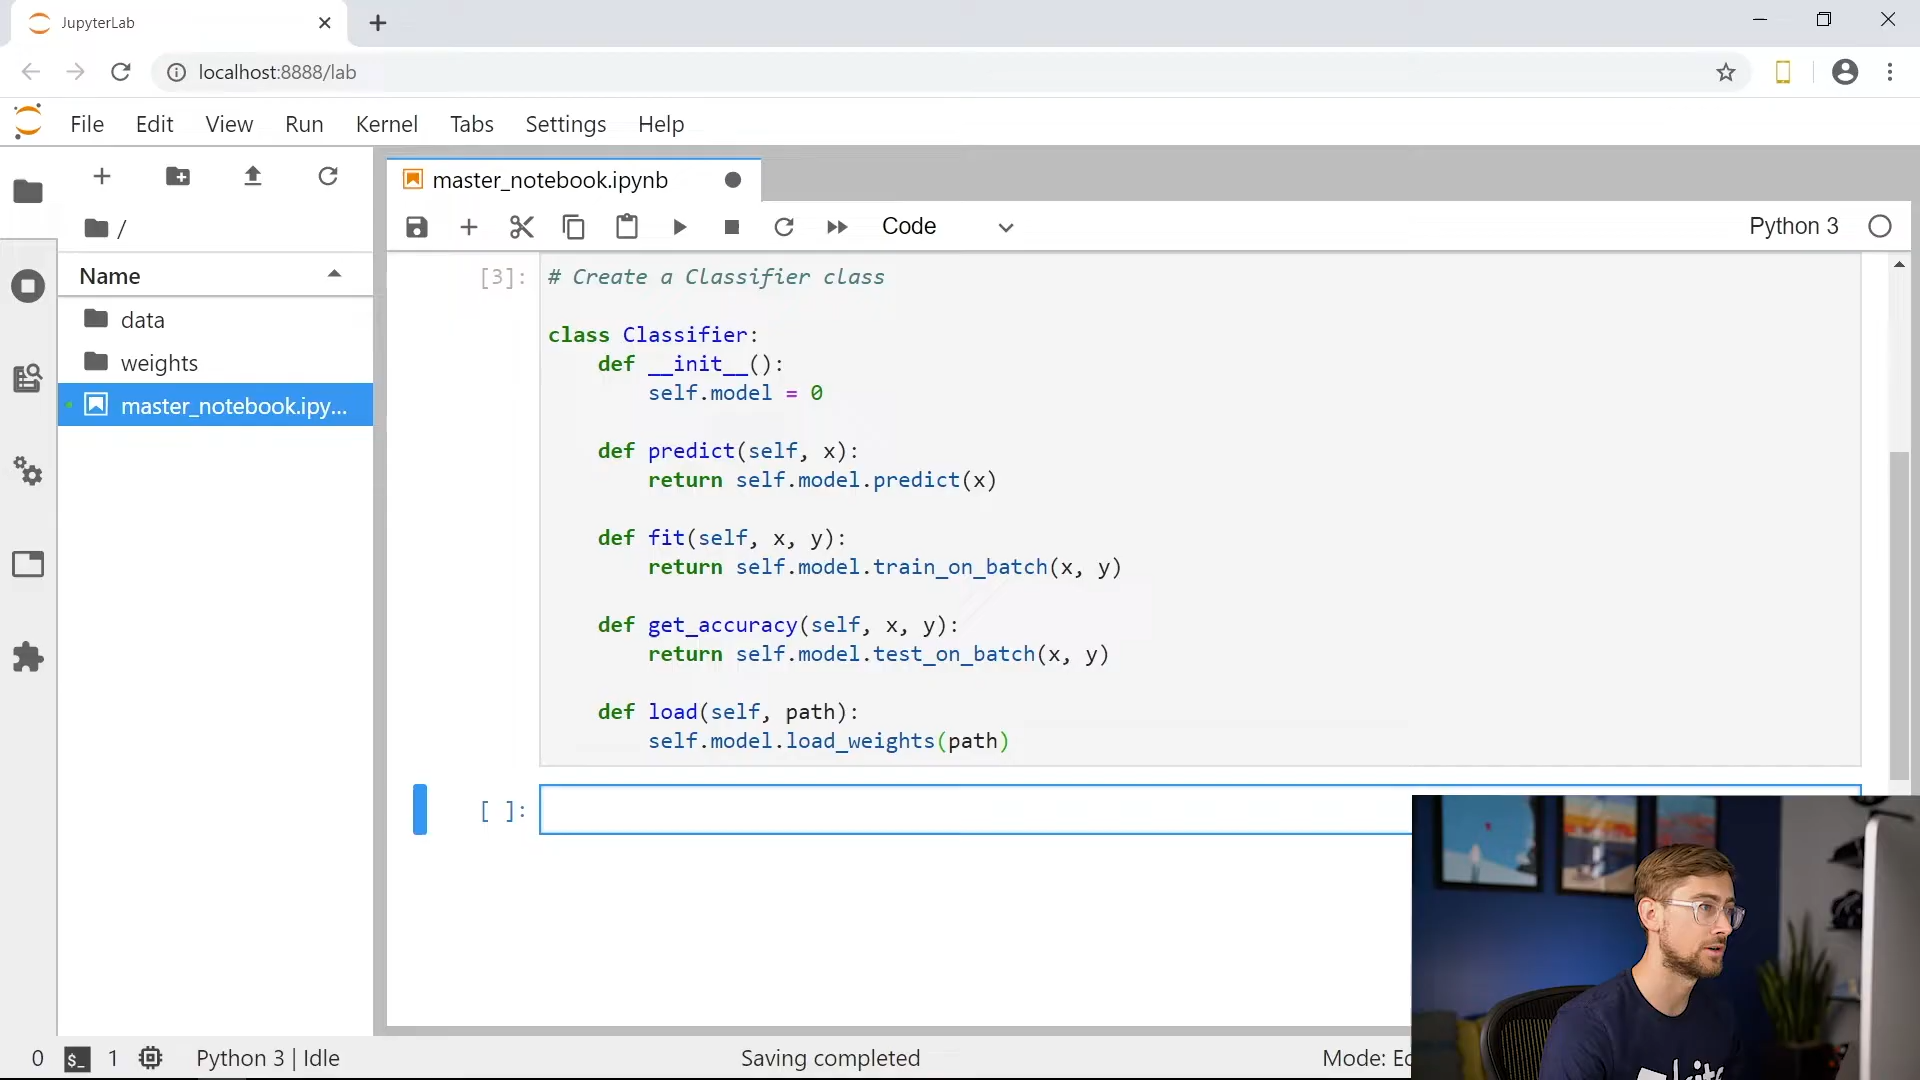 JupyterLab
localhost:8888/lab
File Edit View Run Kernel Tabs Settings Help
master_notebook.ipynb
/
Code
Python 3
Name
data
weights
master_notebook.ipy...
[3]:
# Create a Classifier class
class Classifier:
def __init__():
self.model = 0
def predict(self, x):
return self.model.predict(x)
def fit(self, x, y):
return self.model.train_on_batch(x, y)
def get_accuracy(self, x, y):
return self.model.test_on_batch(x, y)
def load(self, path):
self.model.load_weights(path)
[ ]:
0 $_ 1 Python 3 | Idle
Saving completed
Mode: